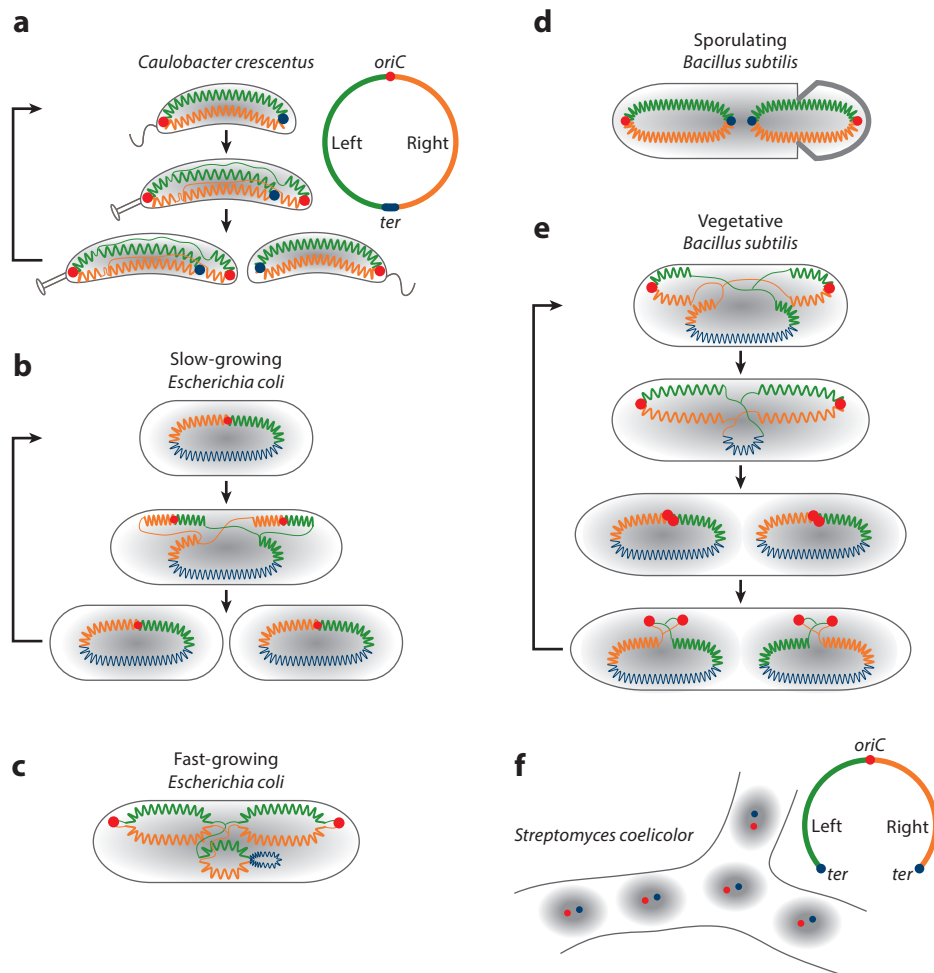 a
Caulobacter crescentus
oriC
Left
Right
ter
b
Slow-growing
Escherichia coli
c
Fast-growing
Escherichia coli
d
Sporulating
Bacillus subtilis
e
Vegetative
Bacillus subtilis
f
Streptomyces coelicolor
oriC
Left
Right
ter
ter